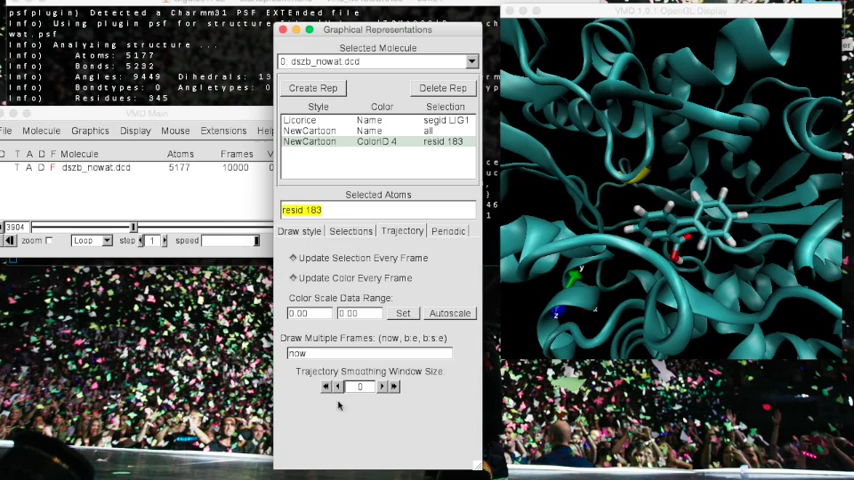 psfplugin) Detected a Charmm31 PSF EXTended file
Info) Using plugin psf for structure
wat.psf
Info) Analyzing structure ...
Info) Atoms: 5177
Info) Bonds: 5232
Info) Angles: 9449 Dihedrals: 13
Info) Bondtypes: 0 Angletypes: 0
Info) Residues: 345
VMD Main
File Molecule Graphics Display Mouse Extensions
T A D F Molecule Atoms Frames
T A D F dszb_nowat.dcd 5177 10000
3904
zoom Loop step 1 speed
Graphical Representations
Selected Molecule
0: dszb_nowat.dcd
Create Rep Delete Rep
Style Color Selection
Licorice Name segid LIG1
NewCartoon Name all
NewCartoon ColorID 4 resid 183
Selected Atoms
resid 183
Draw style Selections Trajectory Periodic
Update Selection Every Frame
Update Color Every Frame
Color Scale Data Range:
0.00 0.00 Set Autoscale
Draw Multiple Frames: (now, b:e, b:s:e)
now
Trajectory Smoothing Window Size:
0
VMD 1.9.1 OpenGL Display
y
z